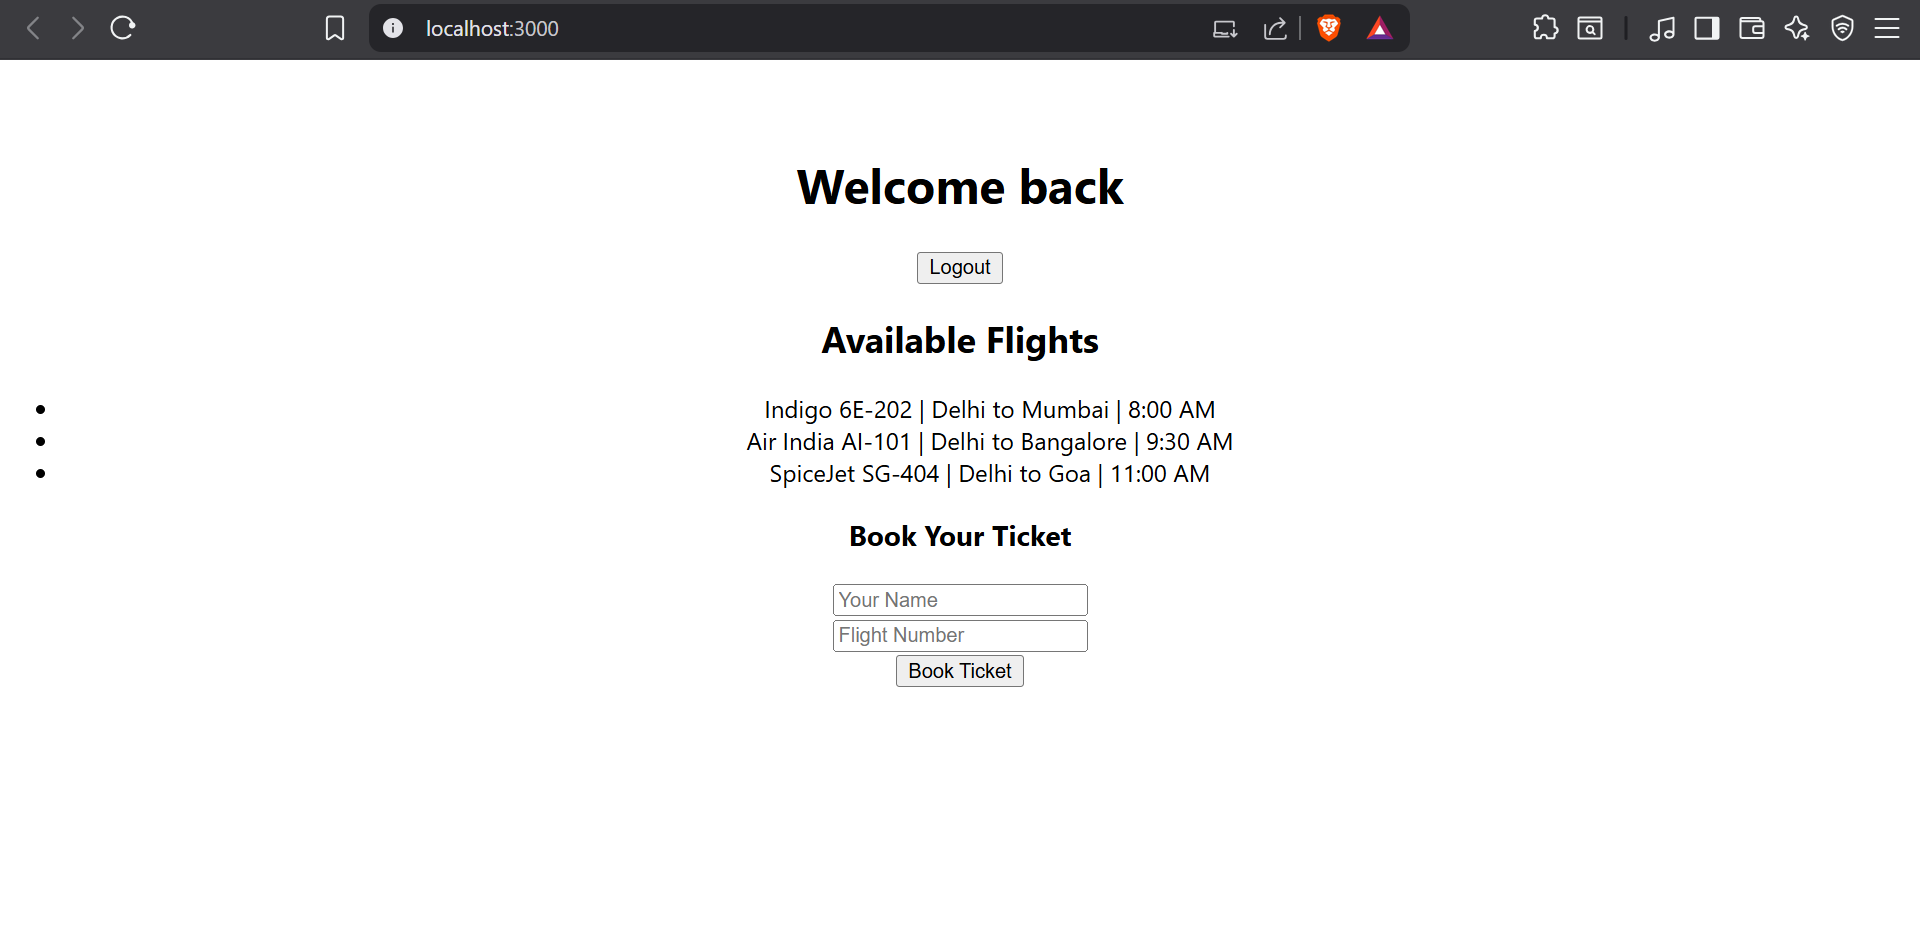 localhost:3000
Welcome back
Logout
Available Flights
Indigo 6E-202 | Delhi to Mumbai | 8:00 AM
Air India AI-101 | Delhi to Bangalore | 9:30 AM
SpiceJet SG-404 | Delhi to Goa | 11:00 AM
Book Your Ticket
Your Name
Flight Number
Book Ticket